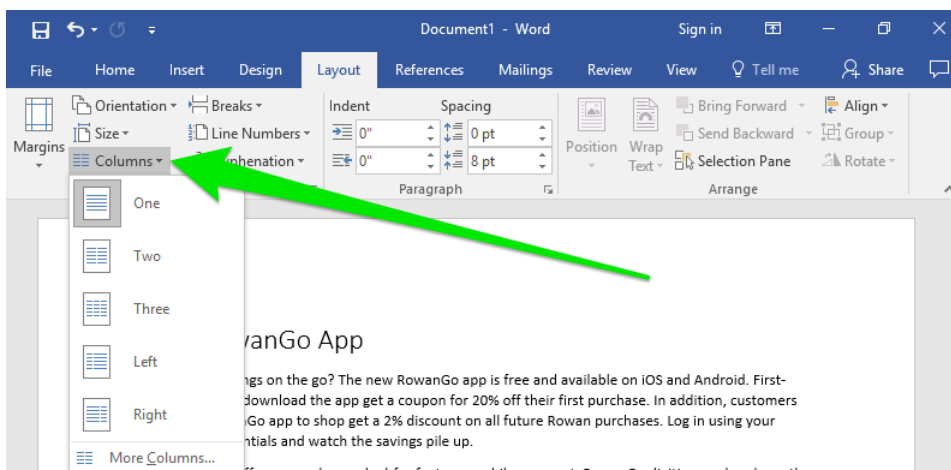 Document1 - Word Sign in
File Home Insert Design Layout References Mailings Review View Tell me Share
Orientation Breaks Indent Spacing Bring Forward Align
Size Line Numbers 0" 0 pt Send Backward Group
Margins Position Wrap Text
Columns 0" 8 pt Selection Pane Rotate
Paragraph Arrange
One
Two
Three
Left
Right
More Columns...
App
on the go? The new RowanGo app is free and available on iOS and Android. First-
download the app get a coupon for 20% off their first purchase. In addition, customers
app to shop get a 2% discount on all future Rowan purchases. Log in using your
and watch the savings pile up.